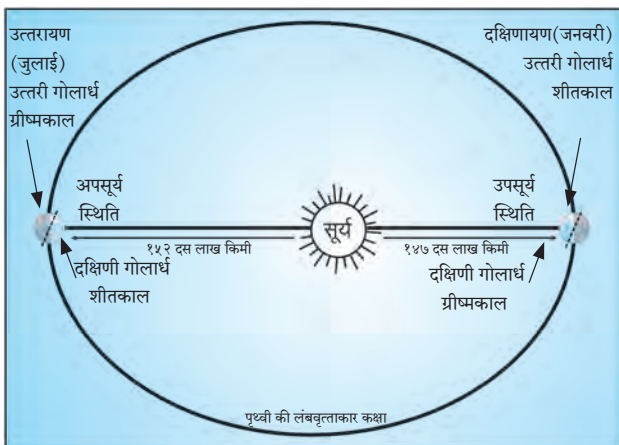 उत्तरायण
(जुलाई)
उत्तरी गोलार्ध
ग्रीष्मकाल
दक्षिणायण(जनवरी)
उत्तरी गोलार्ध
शीतकाल
अपसूर्य
स्थिति
उपसूर्य
स्थिति
सूर्य
१५२ दस लाख किमी
१४७ दस लाख किमी
दक्षिणी गोलार्ध
शीतकाल
दक्षिणी गोलार्ध
ग्रीष्मकाल
पृथ्वी की लंबवृत्ताकार कक्षा